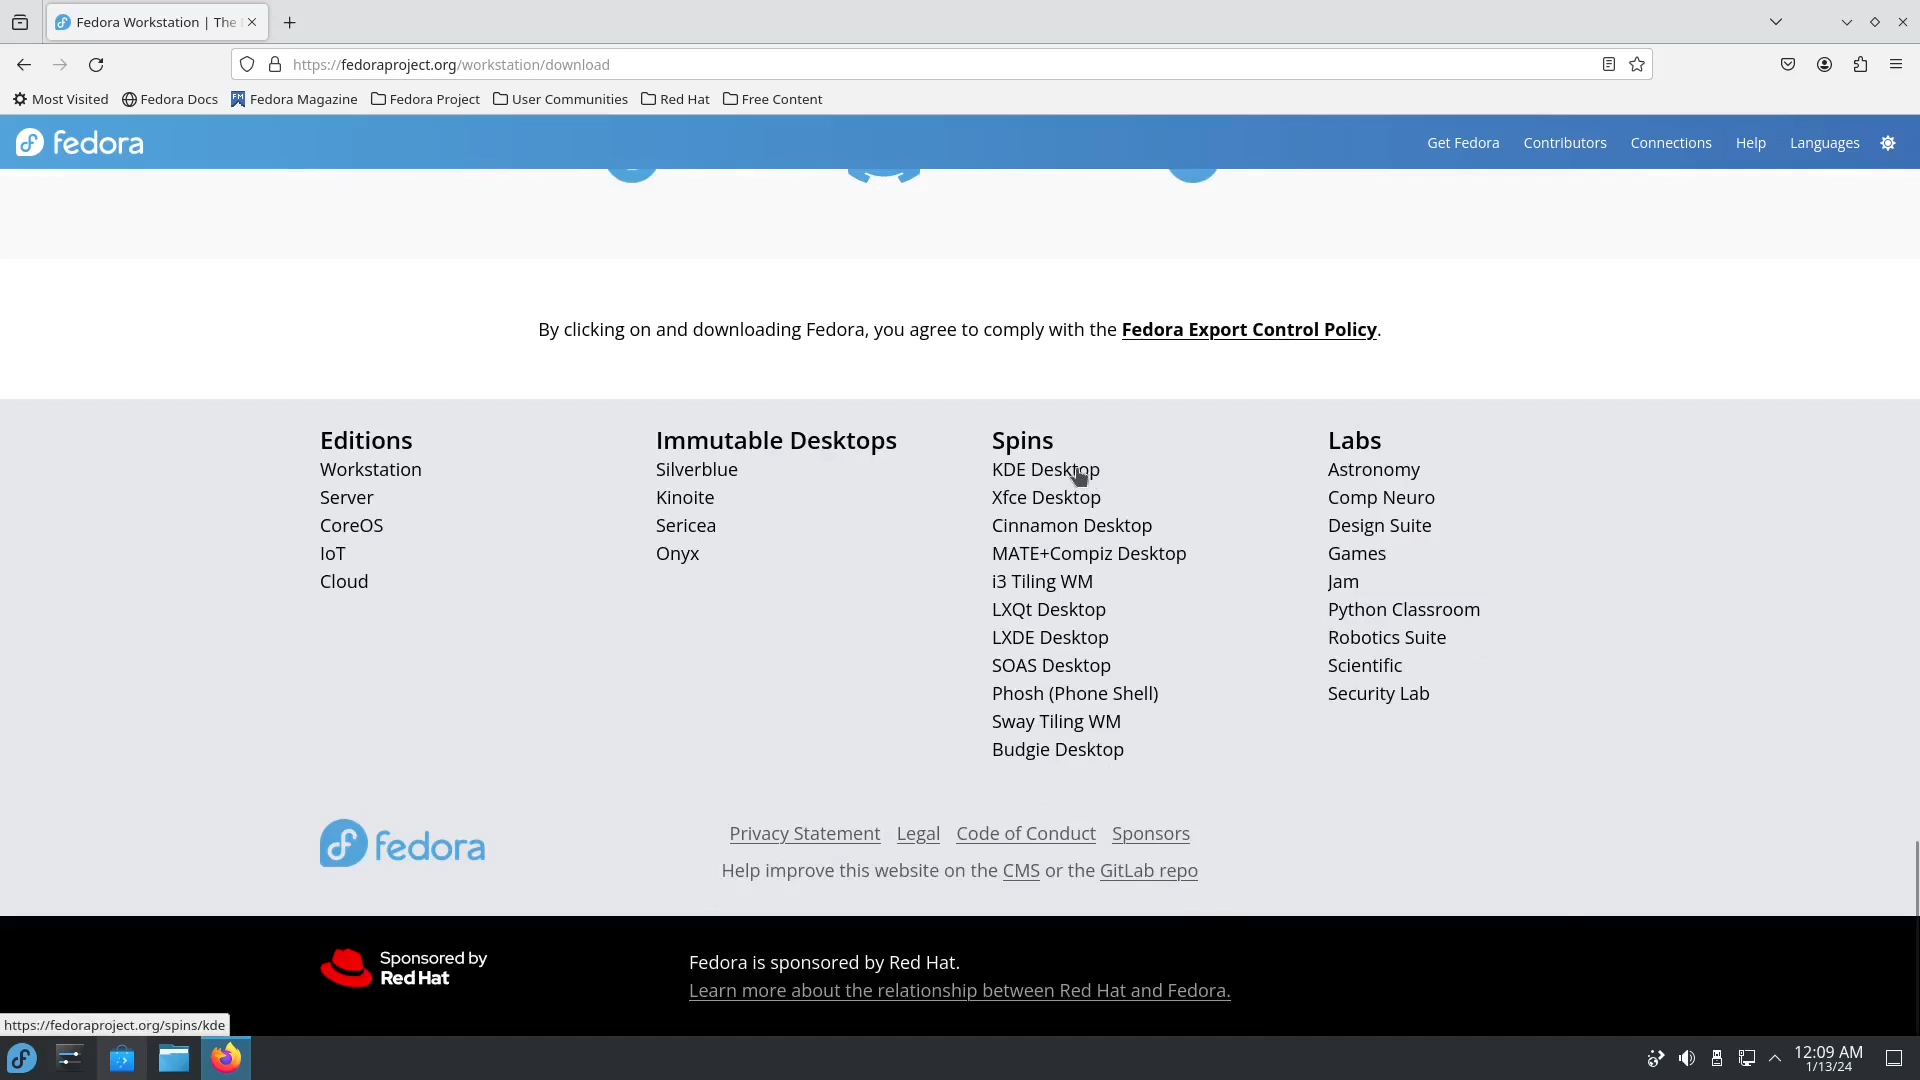 Fedora Workstation | The
https://fedoraproject.org/workstation/download
Most Visited
Fedora Docs
Fedora Magazine
Fedora Project
User Communities
Red Hat
Free Content
fedora
Get Fedora
Contributors
Connections
Help
Languages
By clicking on and downloading Fedora, you agree to comply with the Fedora Export Control Policy.
Editions
Workstation
Server
CoreOS
IoT
Cloud
Immutable Desktops
Silverblue
Kinoite
Sericea
Onyx
Spins
KDE Desktop
Xfce Desktop
Cinnamon Desktop
MATE+Compiz Desktop
i3 Tiling WM
LXQt Desktop
LXDE Desktop
SOAS Desktop
Phosh (Phone Shell)
Sway Tiling WM
Budgie Desktop
Labs
Astronomy
Comp Neuro
Design Suite
Games
Jam
Python Classroom
Robotics Suite
Scientific
Security Lab
fedora
Privacy Statement Legal Code of Conduct Sponsors
Help improve this website on the CMS or the GitLab repo
Sponsored by
Red Hat
Fedora is sponsored by Red Hat.
Learn more about the relationship between Red Hat and Fedora.
https://fedoraproject.org/spins/kde
12:09 AM
1/13/24